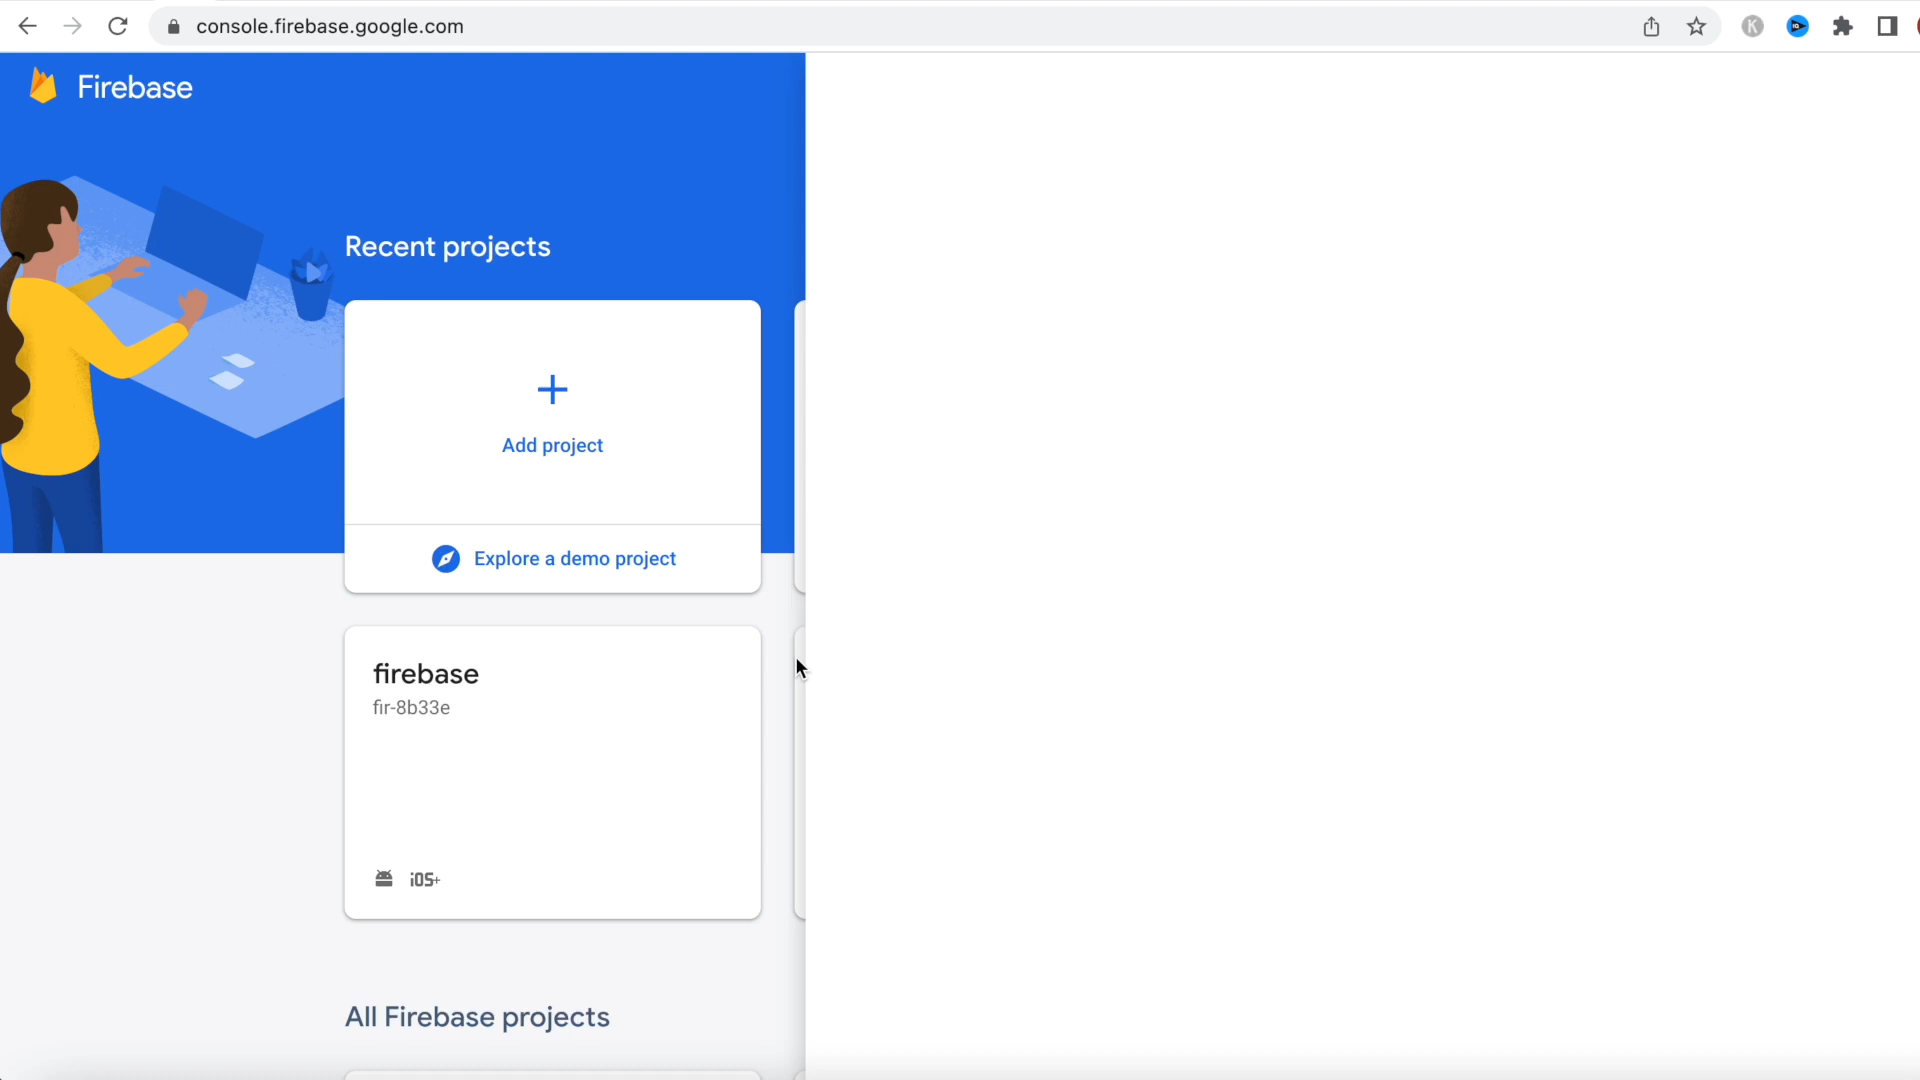 console.firebase.google.com
Firebase
Recent projects
Add project
Explore a demo project
firebase
fir-8b33e
iOS+
All Firebase projects